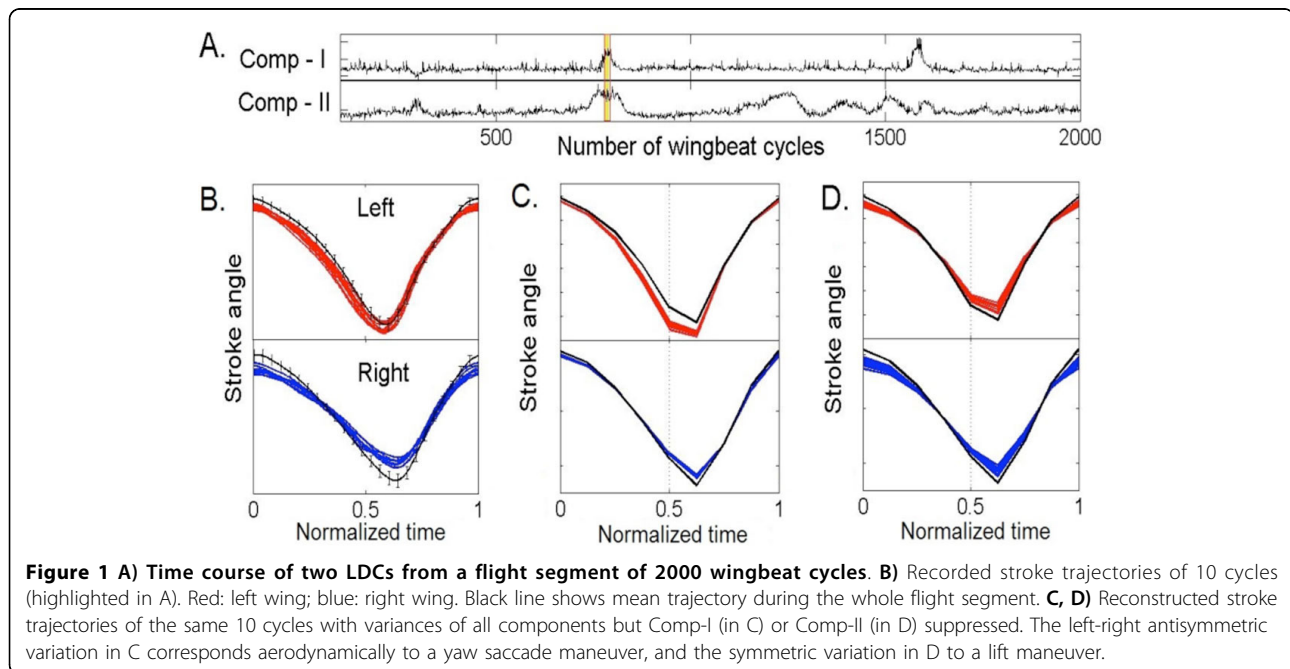 A.
Comp - I
Comp - II
500
1500
2000
Number of wingbeat cycles
B.
Left
Right
Stroke angle
0
0.5
1
Normalized time
C.
Stroke angle
0
0.5
1
Normalized time
D.
Stroke angle
0
0.5
1
Normalized time
Figure 1 A) Time course of two LDCs from a flight segment of 2000 wingbeat cycles. B) Recorded stroke trajectories of 10 cycles
(highlighted in A). Red: left wing; blue: right wing. Black line shows mean trajectory during the whole flight segment. C, D) Reconstructed stroke
trajectories of the same 10 cycles with variances of all components but Comp-I (in C) or Comp-II (in D) suppressed. The left-right antisymmetric
variation in C corresponds aerodynamically to a yaw saccade maneuver, and the symmetric variation in D to a lift maneuver.